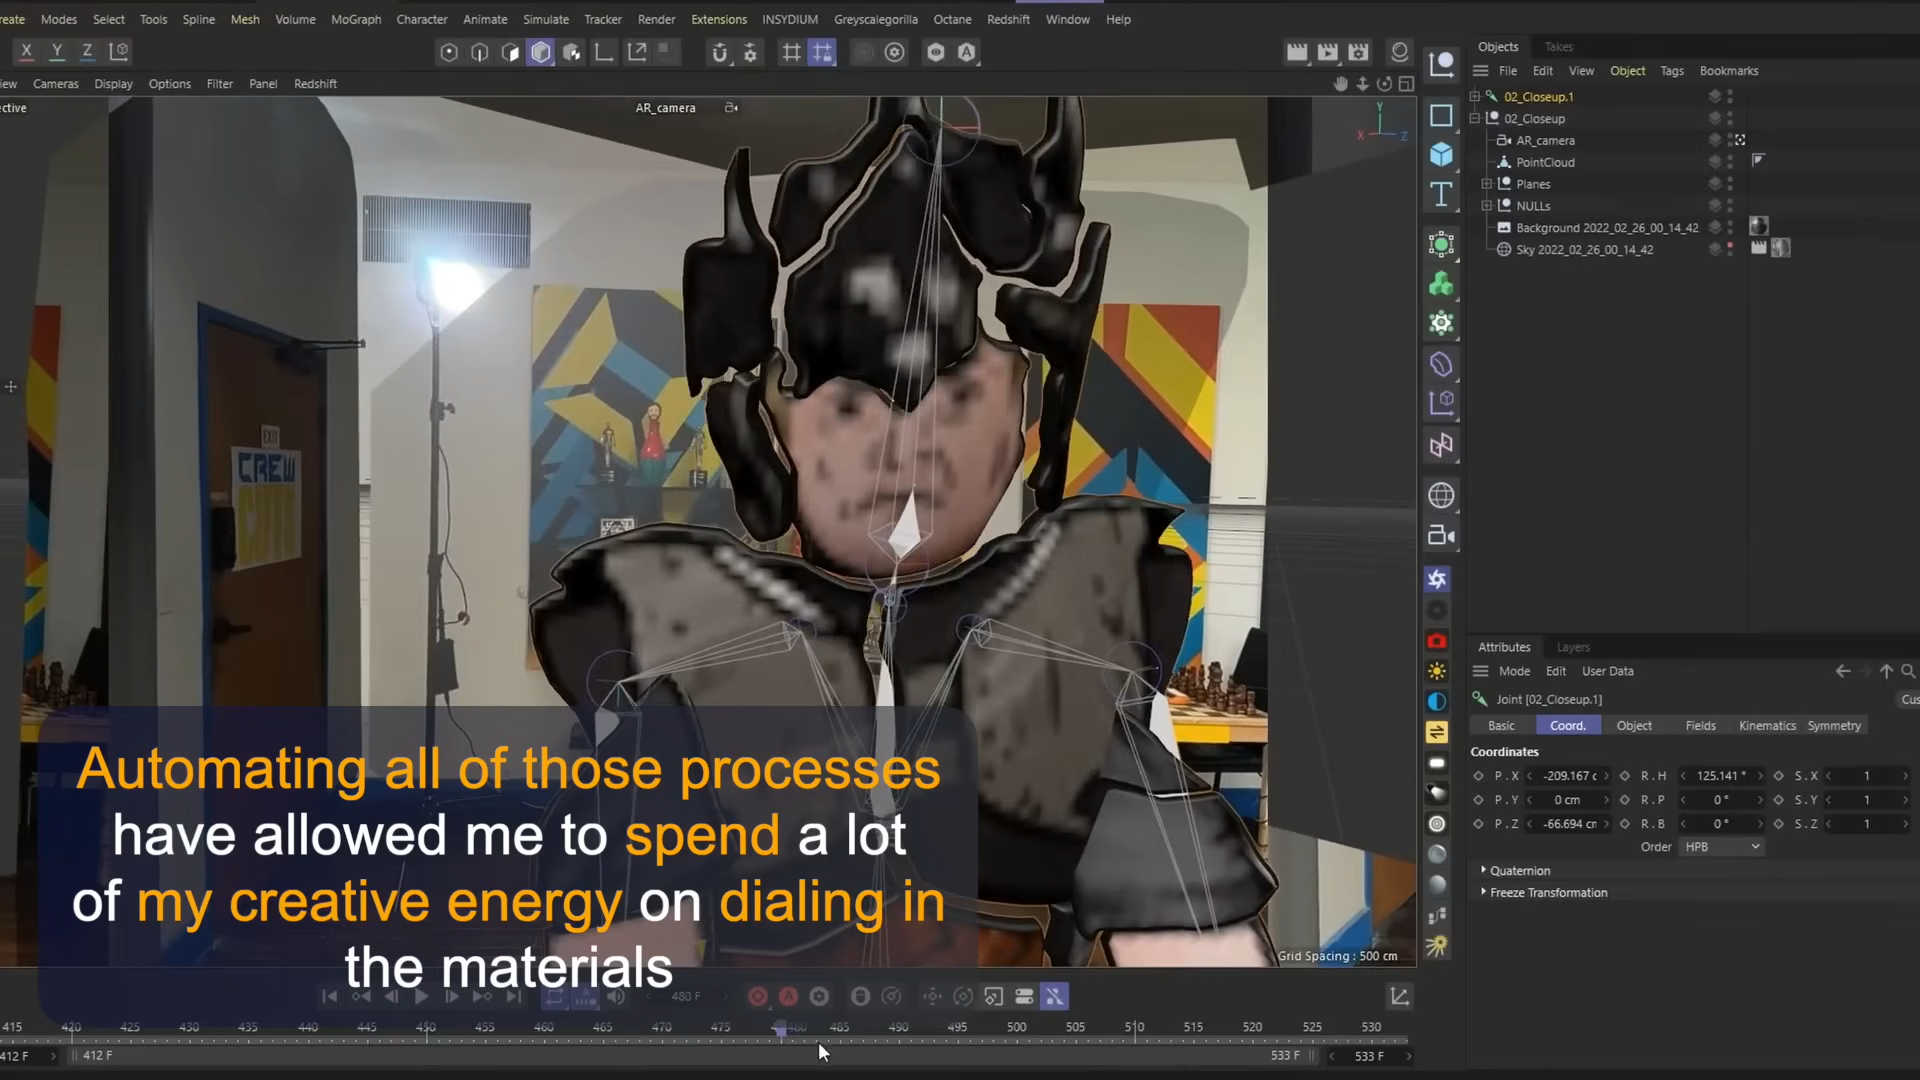 Modes Select Tools Spline Mesh Volume MoGraph Character Animate Simulate Tracker Render Extensions INSYDIUM Greyscalegorilla Octane Redshift Window Help
X Y Z
Cameras Display Options Filter Panel Redshift
AR_camera
Y
X Z
EXIT
CREW
Objects Takes
File Edit View Object Tags Bookmarks
02_Closeup.1
02_Closeup
AR_camera
PointCloud
Planes
NULLs
Background 2022_02_26_00_14_42
Sky 2022_02_26_00_14_42
Attributes Layers
Mode Edit User Data
Joint [02_Closeup.1]
Basic Coord. Object Fields Kinematics Symmetry
Coordinates
P . X -209.167 c R . H 125.141 ° S . X 1
P . Y 0 cm R . P 0 ° S . Y 1
P . Z -66.694 cm R . B 0 ° S . Z 1
Order HPB
Quaternion
Freeze Transformation
Automating all of those processes
have allowed me to spend a lot
of my creative energy on dialing in
the materials
Grid Spacing : 500 cm
480 F
415 420 425 430 435 440 445 450 455 460 465 470 475 480 485 490 495 500 505 510 515 520 525 530
412 F 412 F 533 F 533 F